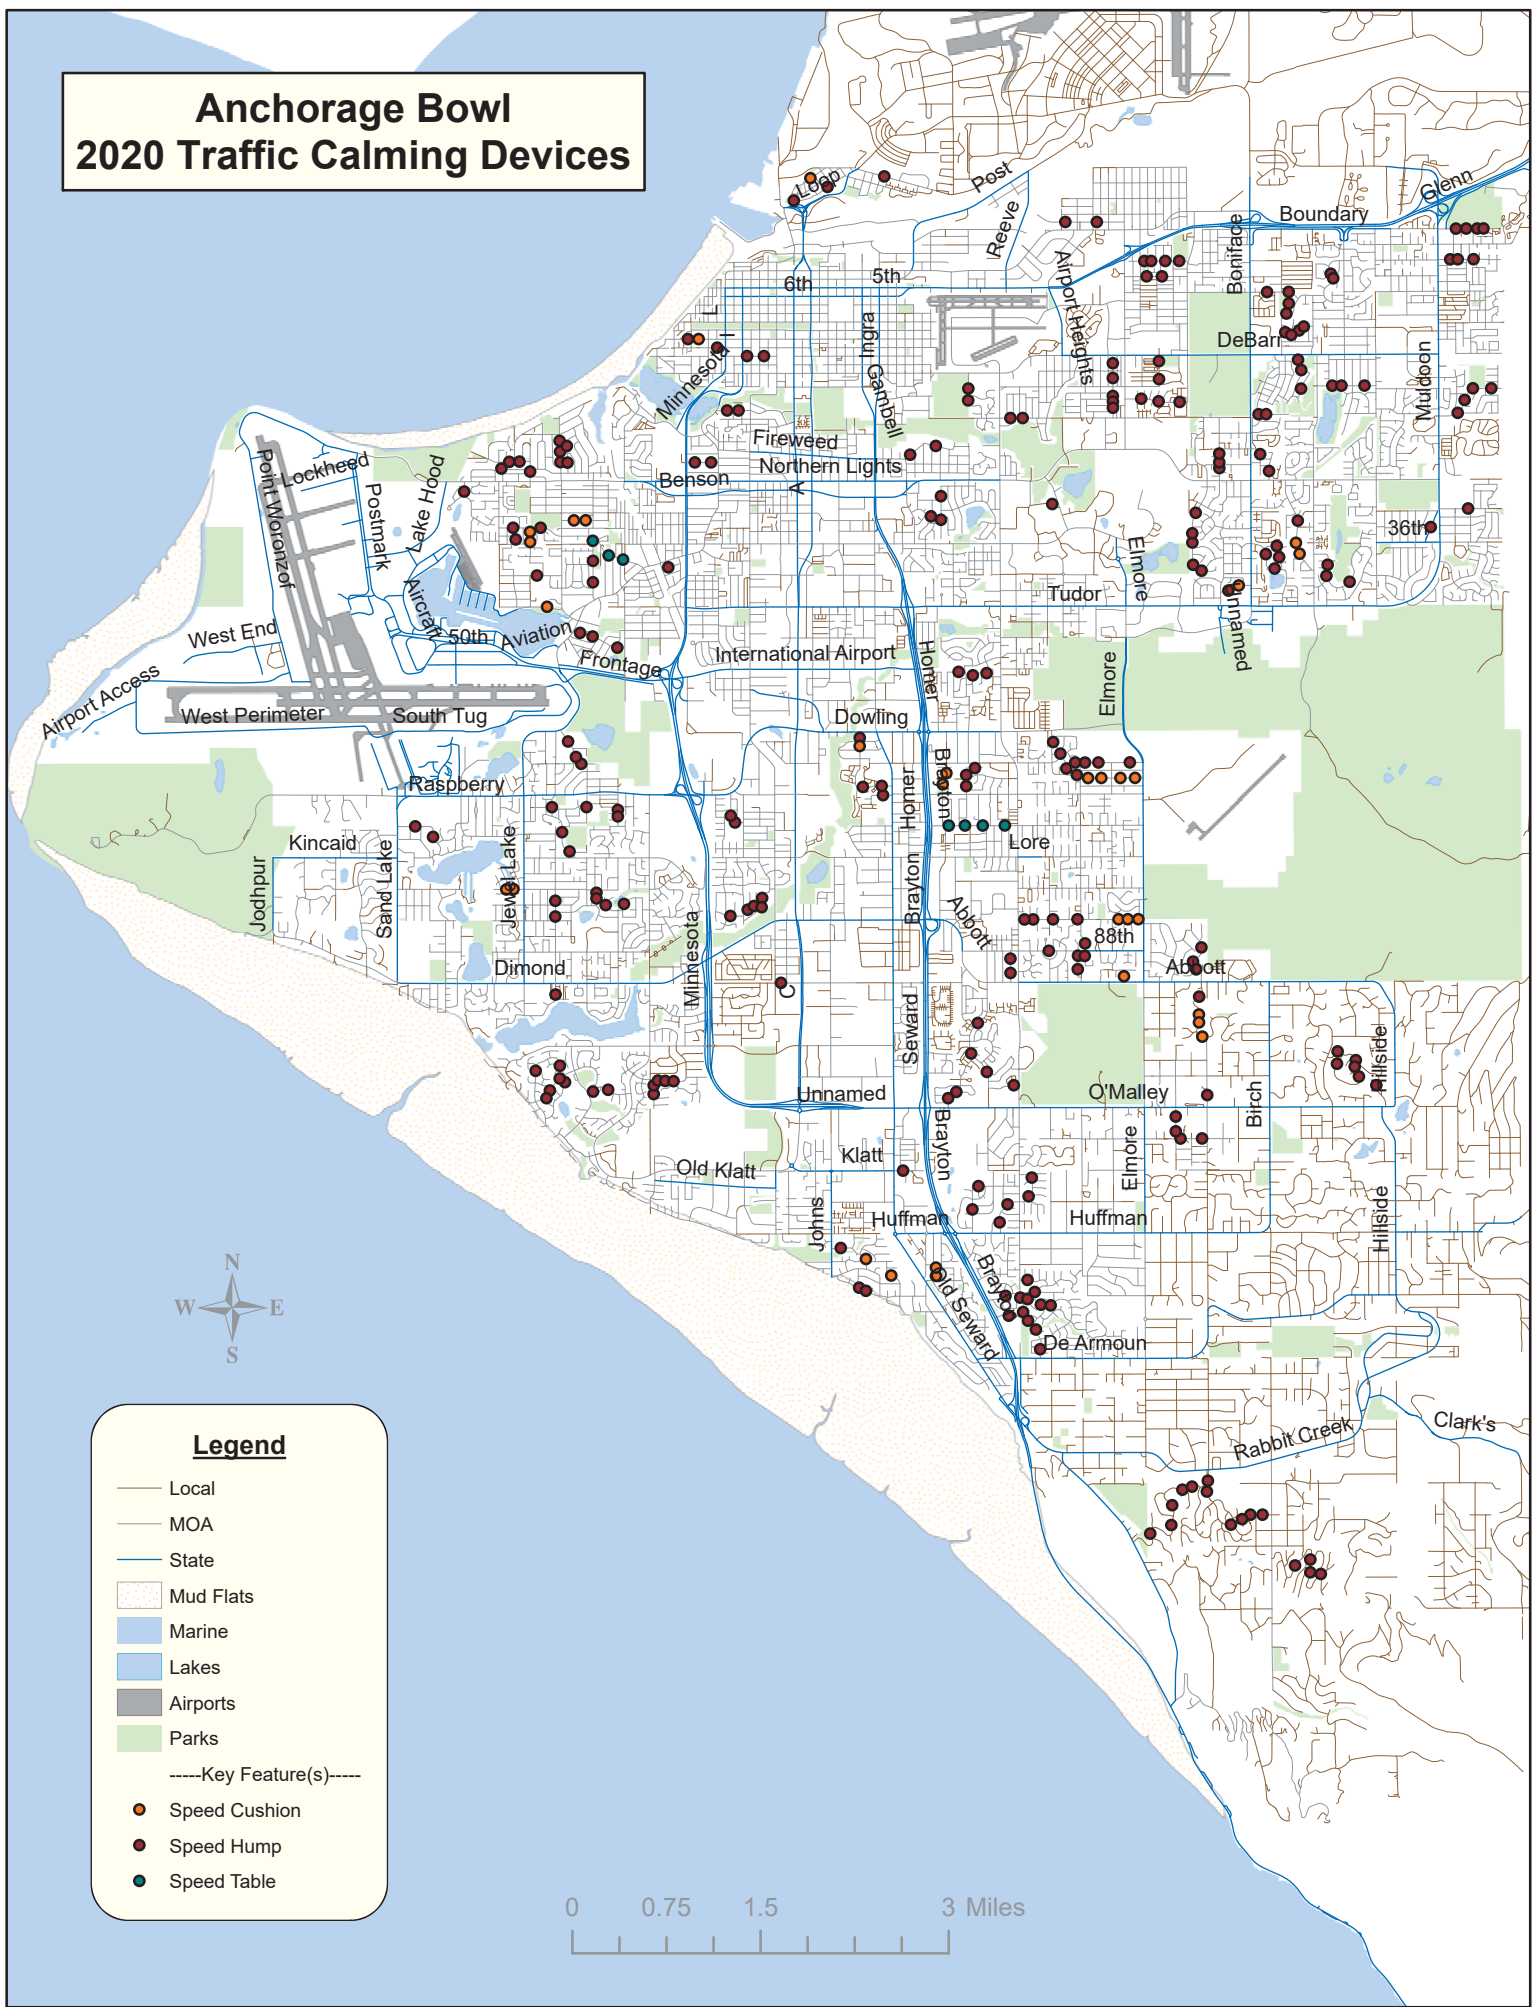 Anchorage Bowl
2020 Traffic Calming Devices
Loop
Post
Reeve
Glenn
Boundary
Boniface
6th
5th
Airport Heights
L
I
Ingra
DeBarr
Minnesota
Gambell
Muldoon
Fireweed
Northern Lights
Benson
A
Lockheed
Point Woronzof
Postmark
Lake Hood
36th
Elmore
Tudor
Unnamed
Aircraft
West End
50th
Aviation
Frontage
International Airport
Homer
Elmore
Airport Access
West Perimeter
South Tug
Dowling
Raspberry
Brayton
Homer
Lore
Kincaid
Jodhpur
Sand Lake
Jewel Lake
Brayton
Abbott
88th
Minnesota
Dimond
Abbott
C
Seward
Hillside
Unnamed
O'Malley
Birch
Brayton
Elmore
Klatt
Old Klatt
Johns
Huffman
Huffman
Hillside
Brayton
Old Seward
De Armoun
Rabbit Creek
Clark's
N
W
E
S
Legend
Local
MOA
State
Mud Flats
Marine
Lakes
Airports
Parks
-----Key Feature(s)-----
Speed Cushion
Speed Hump
Speed Table
0 0.75 1.5 3 Miles